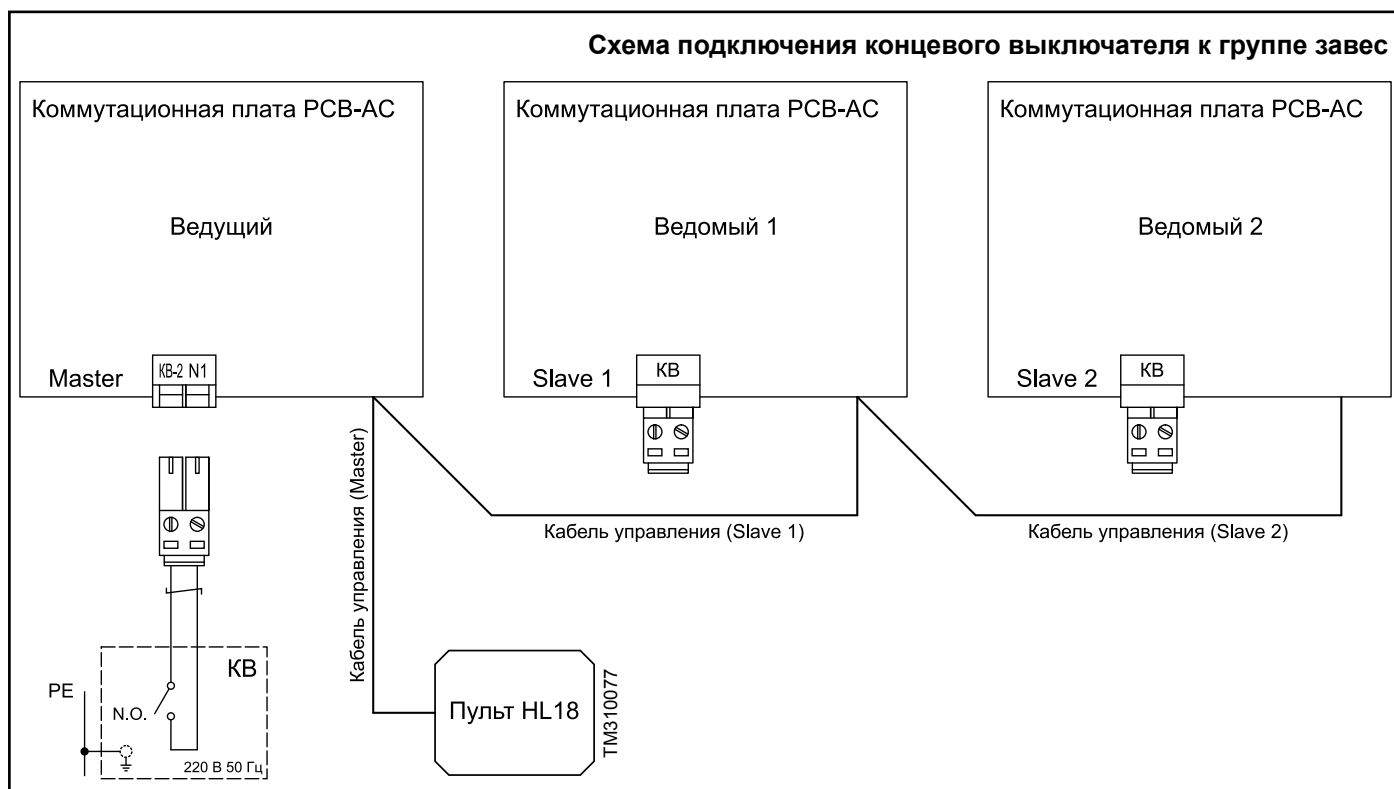 Схема подключения концевого выключателя к группе завес
Коммутационная плата PCB-AC
Ведущий
Master
КВ-2 N1
Коммутационная плата PCB-AC
Ведомый 1
Slave 1
КВ
Коммутационная плата PCB-AC
Ведомый 2
Slave 2
КВ
Кабель управления (Master)
Кабель управления (Slave 1)
Кабель управления (Slave 2)
КВ
PE
N.O.
220 В 50 Гц
Пульт HL18
TM310077